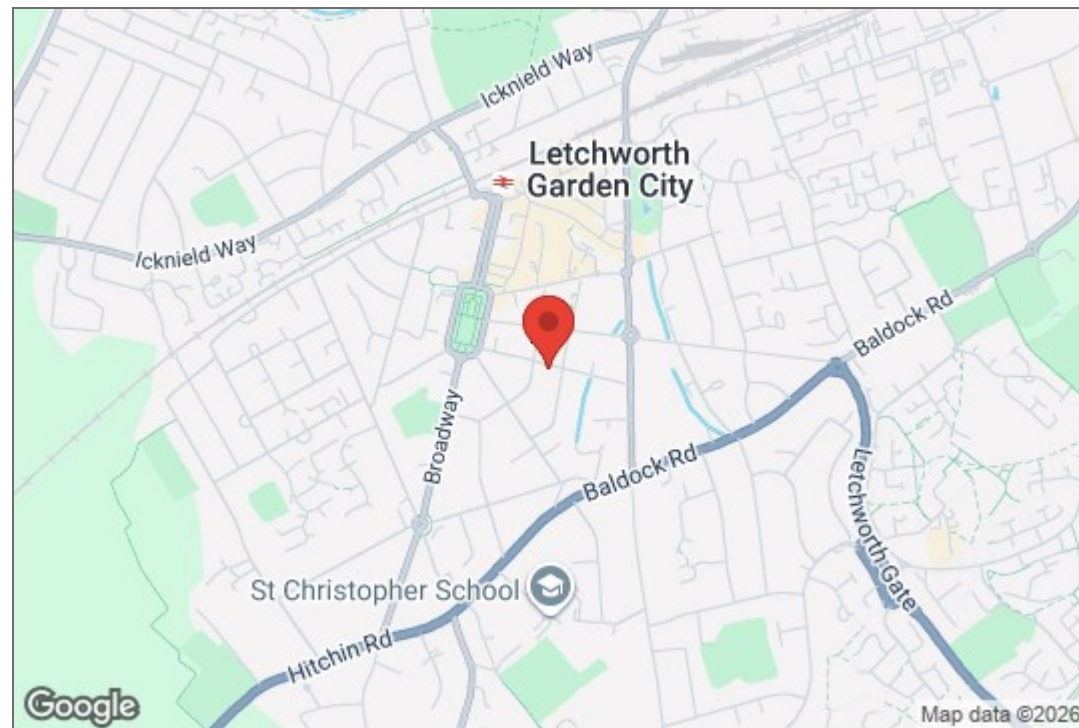 Icknield Way
Letchworth
Garden City
Icknield Way
Baldock Rd
Broadway
Baldock Rd
Letchworth Gate
St Christopher School
Hitchin Rd
Google
Map data ©2026